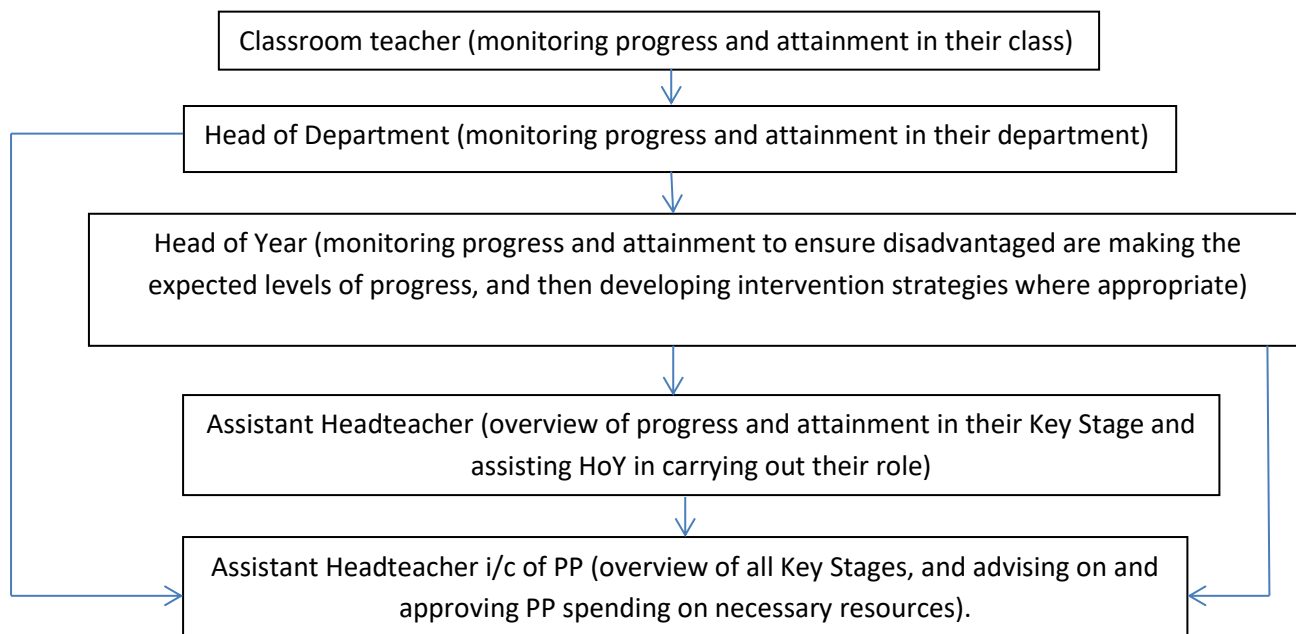 Classroom teacher (monitoring progress and attainment in their class)
Head of Department (monitoring progress and attainment in their department)
Head of Year (monitoring progress and attainment to ensure disadvantaged are making the
expected levels of progress, and then developing intervention strategies where appropriate)
Assistant Headteacher (overview of progress and attainment in their Key Stage and
assisting HoY in carrying out their role)
Assistant Headteacher i/c of PP (overview of all Key Stages, and advising on and
approving PP spending on necessary resources).